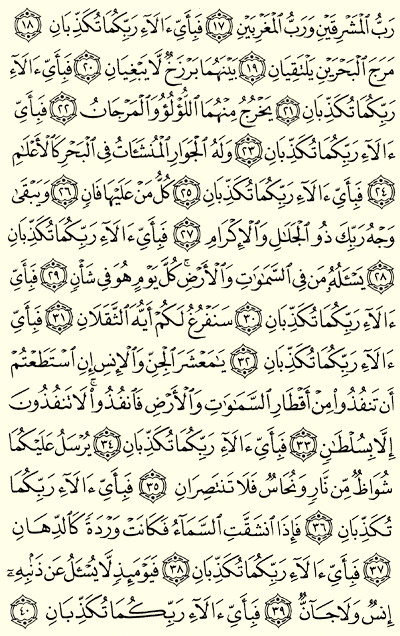 رَبُّ ٱلْمَشْرِقَيْنِ وَرَبُّ ٱلْمَغْرِبَيْنِ ١٧ فَبِأَىِّ ءَالَآءِ رَبِّكُمَا تُكَذِّبَانِ ١٨
مَرَجَ ٱلْبَحْرَيْنِ يَلْتَقِيَانِ ١٩ بَيْنَهُمَا بَرْزَخٌ لَّا يَبْغِيَانِ ٢٠ فَبِأَىِّ ءَالَآءِ
رَبِّكُمَا تُكَذِّبَانِ ٢١ يَخْرُجُ مِنْهُمَا ٱللُّؤْلُؤُ وَٱلْمَرْجَانُ ٢٢ فَبِأَىِّ
ءَالَآءِ رَبِّكُمَا تُكَذِّبَانِ ٢٣ وَلَهُ ٱلْجَوَارِ ٱلْمُنشَـَٔاتُ فِى ٱلْبَحْرِ كَٱلْأَعْلَٰمِ
٢٤ فَبِأَىِّ ءَالَآءِ رَبِّكُمَا تُكَذِّبَانِ ٢٥ كُلُّ مَنْ عَلَيْهَا فَانٍ ٢٦ وَيَبْقَىٰ
وَجْهُ رَبِّكَ ذُو ٱلْجَلَٰلِ وَٱلْإِكْرَامِ ٢٧ فَبِأَىِّ ءَالَآءِ رَبِّكُمَا تُكَذِّبَانِ
٢٨ يَسْـَٔلُهُۥ مَن فِى ٱلسَّمَٰوَٰتِ وَٱلْأَرْضِ ۚ كُلَّ يَوْمٍ هُوَ فِى شَأْنٍ ٢٩ فَبِأَىِّ
ءَالَآءِ رَبِّكُمَا تُكَذِّبَانِ ٣٠ سَنَفْرُغُ لَكُمْ أَيُّهَ ٱلثَّقَلَانِ ٣١ فَبِأَىِّ
ءَالَآءِ رَبِّكُمَا تُكَذِّبَانِ ٣٢ يَٰمَعْشَرَ ٱلْجِنِّ وَٱلْإِنسِ إِنِ ٱسْتَطَعْتُمْ
أَن تَنفُذُوا۟ مِنْ أَقْطَارِ ٱلسَّمَٰوَٰتِ وَٱلْأَرْضِ فَٱنفُذُوا۟ ۚ لَا تَنفُذُونَ
إِلَّا بِسُلْطَٰنٍ ٣٣ فَبِأَىِّ ءَالَآءِ رَبِّكُمَا تُكَذِّبَانِ ٣٤ يُرْسَلُ عَلَيْكُمَا
شُوَاظٌ مِّن نَّارٍ وَنُحَاسٌ فَلَا تَنتَصِرَانِ ٣٥ فَبِأَىِّ ءَالَآءِ رَبِّكُمَا
تُكَذِّبَانِ ٣٦ فَإِذَا ٱنشَقَّتِ ٱلسَّمَآءُ فَكَانَتْ وَرْدَةً كَٱلدِّهَانِ
٣٧ فَبِأَىِّ ءَالَآءِ رَبِّكُمَا تُكَذِّبَانِ ٣٨ فَيَوْمَئِذٍ لَّا يُسْـَٔلُ عَن ذَنۢبِهِۦٓ
إِنسٌ وَلَا جَآنٌّ ٣٩ فَبِأَىِّ ءَالَآءِ رَبِّكُمَا تُكَذِّبَانِ ٤٠